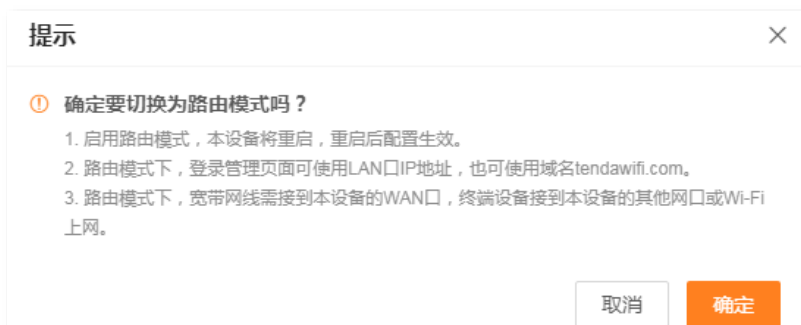 提示
确定要切换为路由模式吗？
1. 启用路由模式，本设备将重启，重启后配置生效。
2. 路由模式下，登录管理页面可使用LAN口IP地址，也可使用域名tendawifi.com。
3. 路由模式下，宽带网线需接到本设备的WAN口，终端设备接到本设备的其他网口或Wi-Fi
上网。
取消
确定